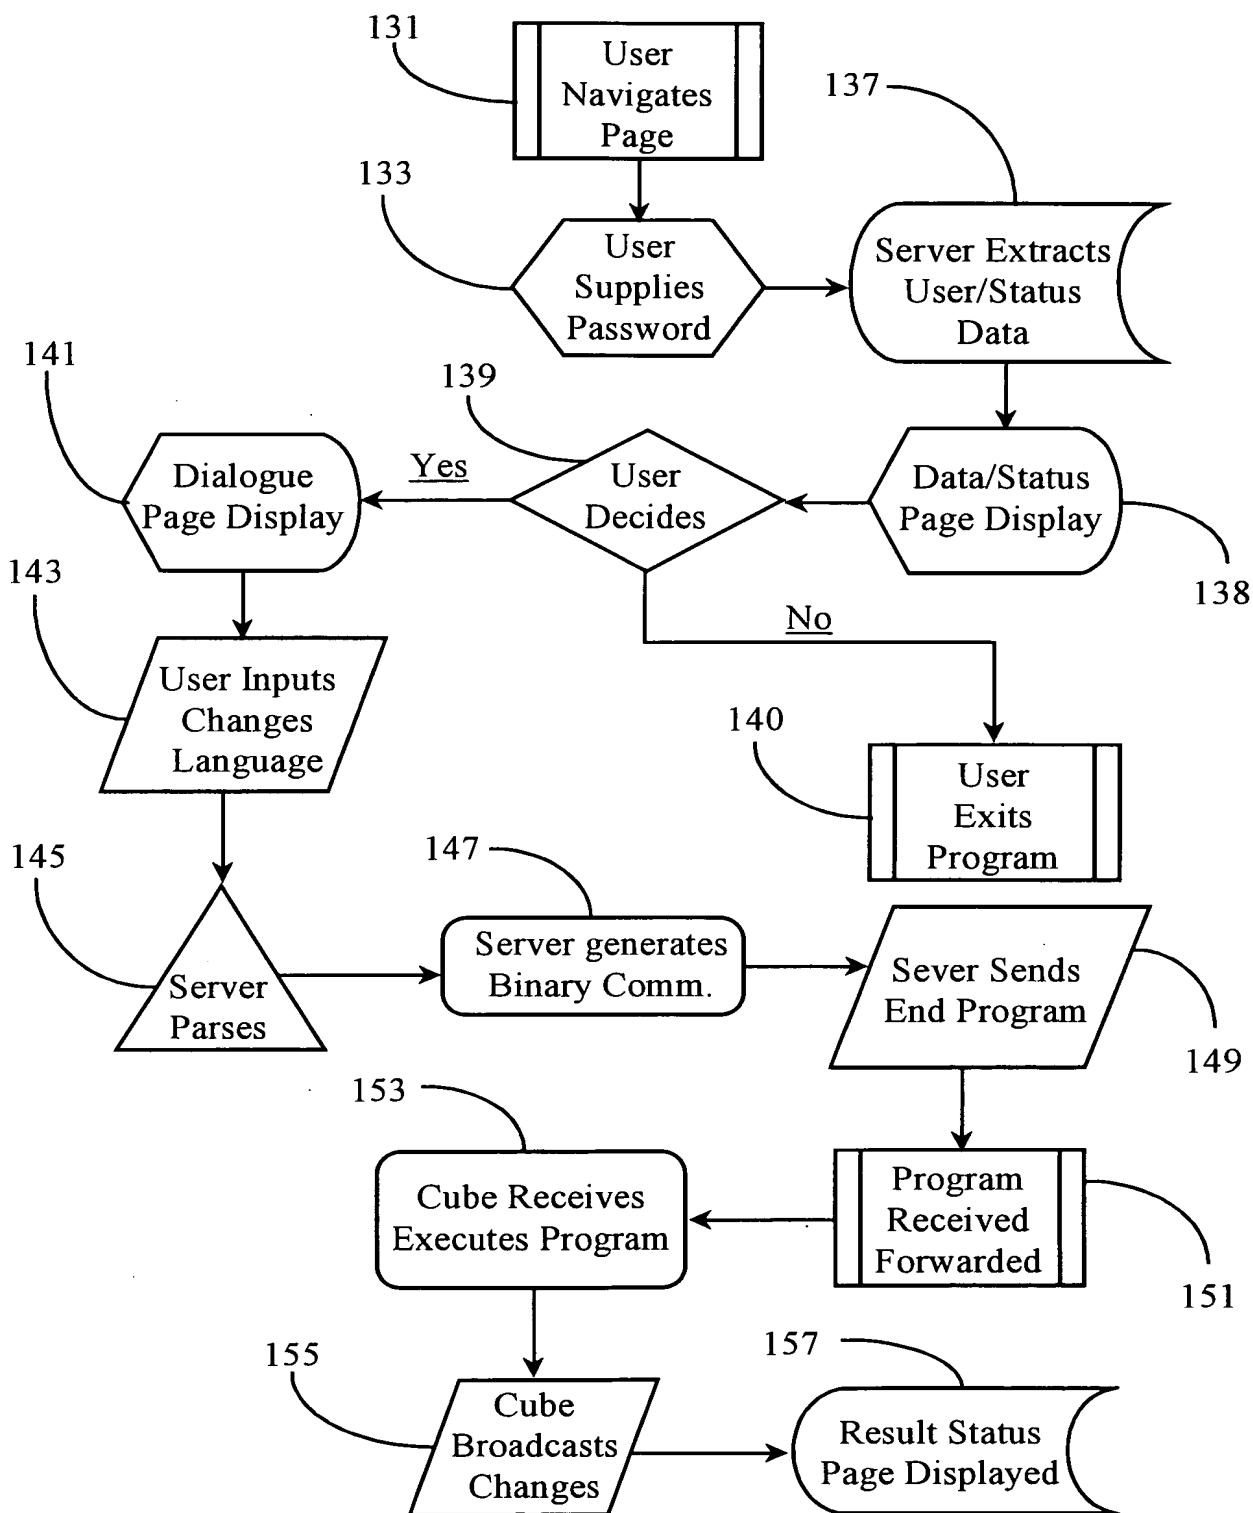 131
User
Navigates
Page
137
133
User
Supplies
Password
Server Extracts
User/Status
Data
141
139
Dialogue
Page Display
Yes
User
Decides
Data/Status
Page Display
138
143
No
User Inputs
Changes
Language
140
User
Exits
Program
145
147
Server
Parses
Server generates
Binary Comm.
Sever Sends
End Program
149
153
Cube Receives
Executes Program
Program
Received
Forwarded
151
155
157
Cube
Broadcasts
Changes
Result Status
Page Displayed